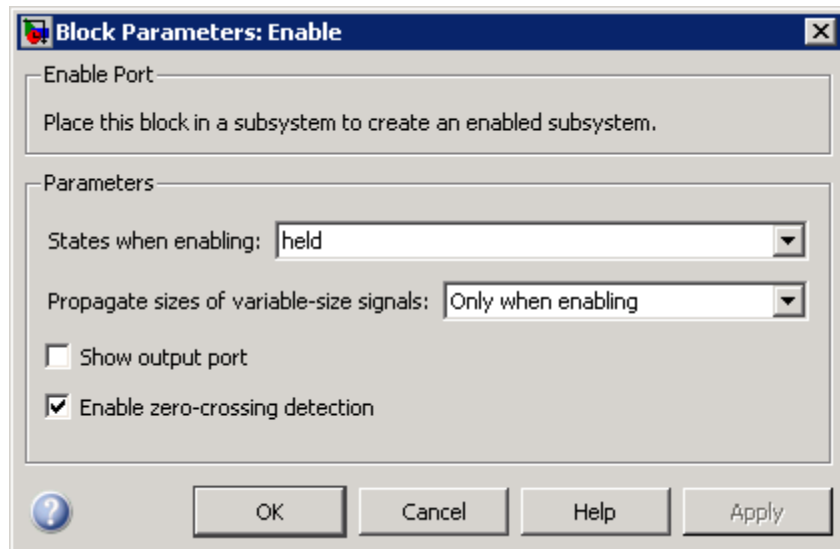 Block Parameters: Enable
Enable Port
Place this block in a subsystem to create an enabled subsystem.
Parameters
States when enabling: held
Propagate sizes of variable-size signals: Only when enabling
Show output port
Enable zero-crossing detection
? OK Cancel Help Apply